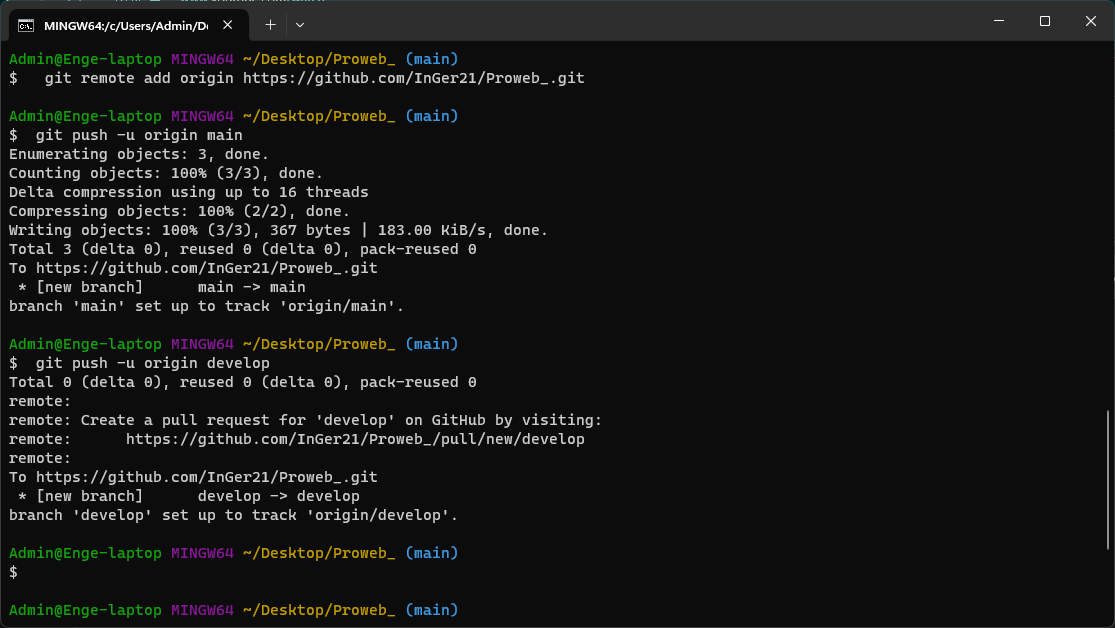 MINGW64:/c/Users/Admin/De
Admin@Enge-laptop MINGW64 ~/Desktop/Proweb_ (main)
$   git remote add origin https://github.com/InGer21/Proweb_.git
Admin@Enge-laptop MINGW64 ~/Desktop/Proweb_ (main)
$  git push -u origin main
Enumerating objects: 3, done.
Counting objects: 100% (3/3), done.
Delta compression using up to 16 threads
Compressing objects: 100% (2/2), done.
Writing objects: 100% (3/3), 367 bytes | 183.00 KiB/s, done.
Total 3 (delta 0), reused 0 (delta 0), pack-reused 0
To https://github.com/InGer21/Proweb_.git
 * [new branch]      main -> main
branch 'main' set up to track 'origin/main'.
Admin@Enge-laptop MINGW64 ~/Desktop/Proweb_ (main)
$  git push -u origin develop
Total 0 (delta 0), reused 0 (delta 0), pack-reused 0
remote:
remote: Create a pull request for 'develop' on GitHub by visiting:
remote:      https://github.com/InGer21/Proweb_/pull/new/develop
remote:
To https://github.com/InGer21/Proweb_.git
 * [new branch]      develop -> develop
branch 'develop' set up to track 'origin/develop'.
Admin@Enge-laptop MINGW64 ~/Desktop/Proweb_ (main)
$
Admin@Enge-laptop MINGW64 ~/Desktop/Proweb_ (main)